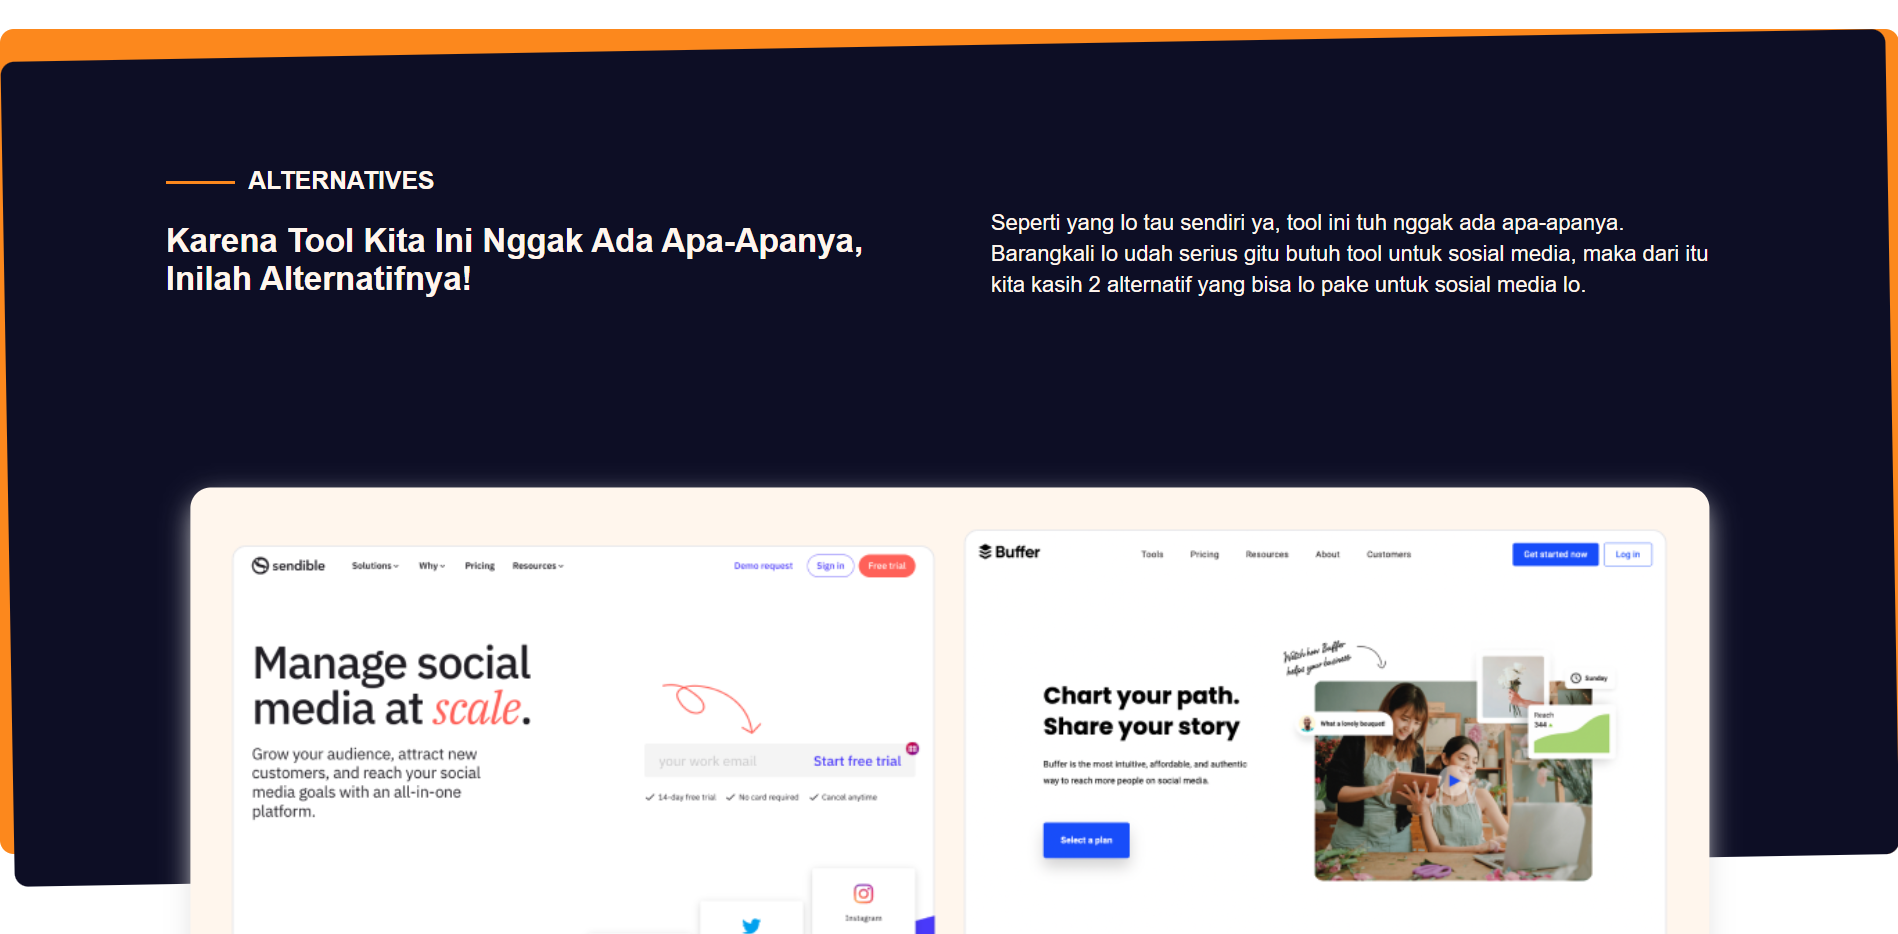 ALTERNATIVES
Karena Tool Kita Ini Nggak Ada Apa-Apanya,
Inilah Alternatifnya!
Seperti yang lo tau sendiri ya, tool ini tuh nggak ada apa-apanya.
Barangkali lo udah serius gitu butuh tool untuk sosial media, maka dari itu
kita kasih 2 alternatif yang bisa lo pake untuk sosial media lo.
sendible Solutions Why Pricing Resources Demo request Sign in Free trial
Manage social
media at scale.
Grow your audience, attract new
customers, and reach your social
media goals with an all-in-one
platform.
your work email Start free trial
14-day free trial No card required Cancel anytime
Instagram
Buffer Tools Pricing Resources About Customers Get started now Log in
Watch how Buffer
helps your business
Chart your path.
Share your story
Buffer is the most intuitive, affordable, and authentic
way to reach more people on social media.
Select a plan
Sunday
What a lovely bouquet!
Reach
344